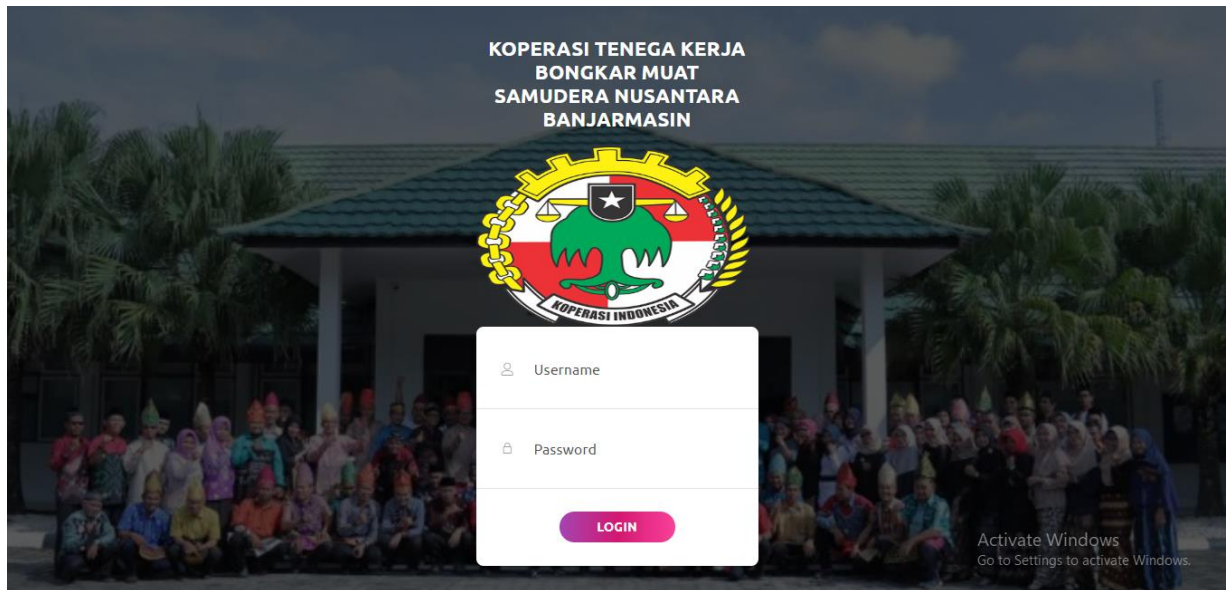 KOPERASI TENEGA KERJA
BONGKAR MUAT
SAMUDERA NUSANTARA
BANJARMASIN
KOPERASI INDONESIA
Username
Password
LOGIN
Activate Windows
Go to Settings to activate Windows.